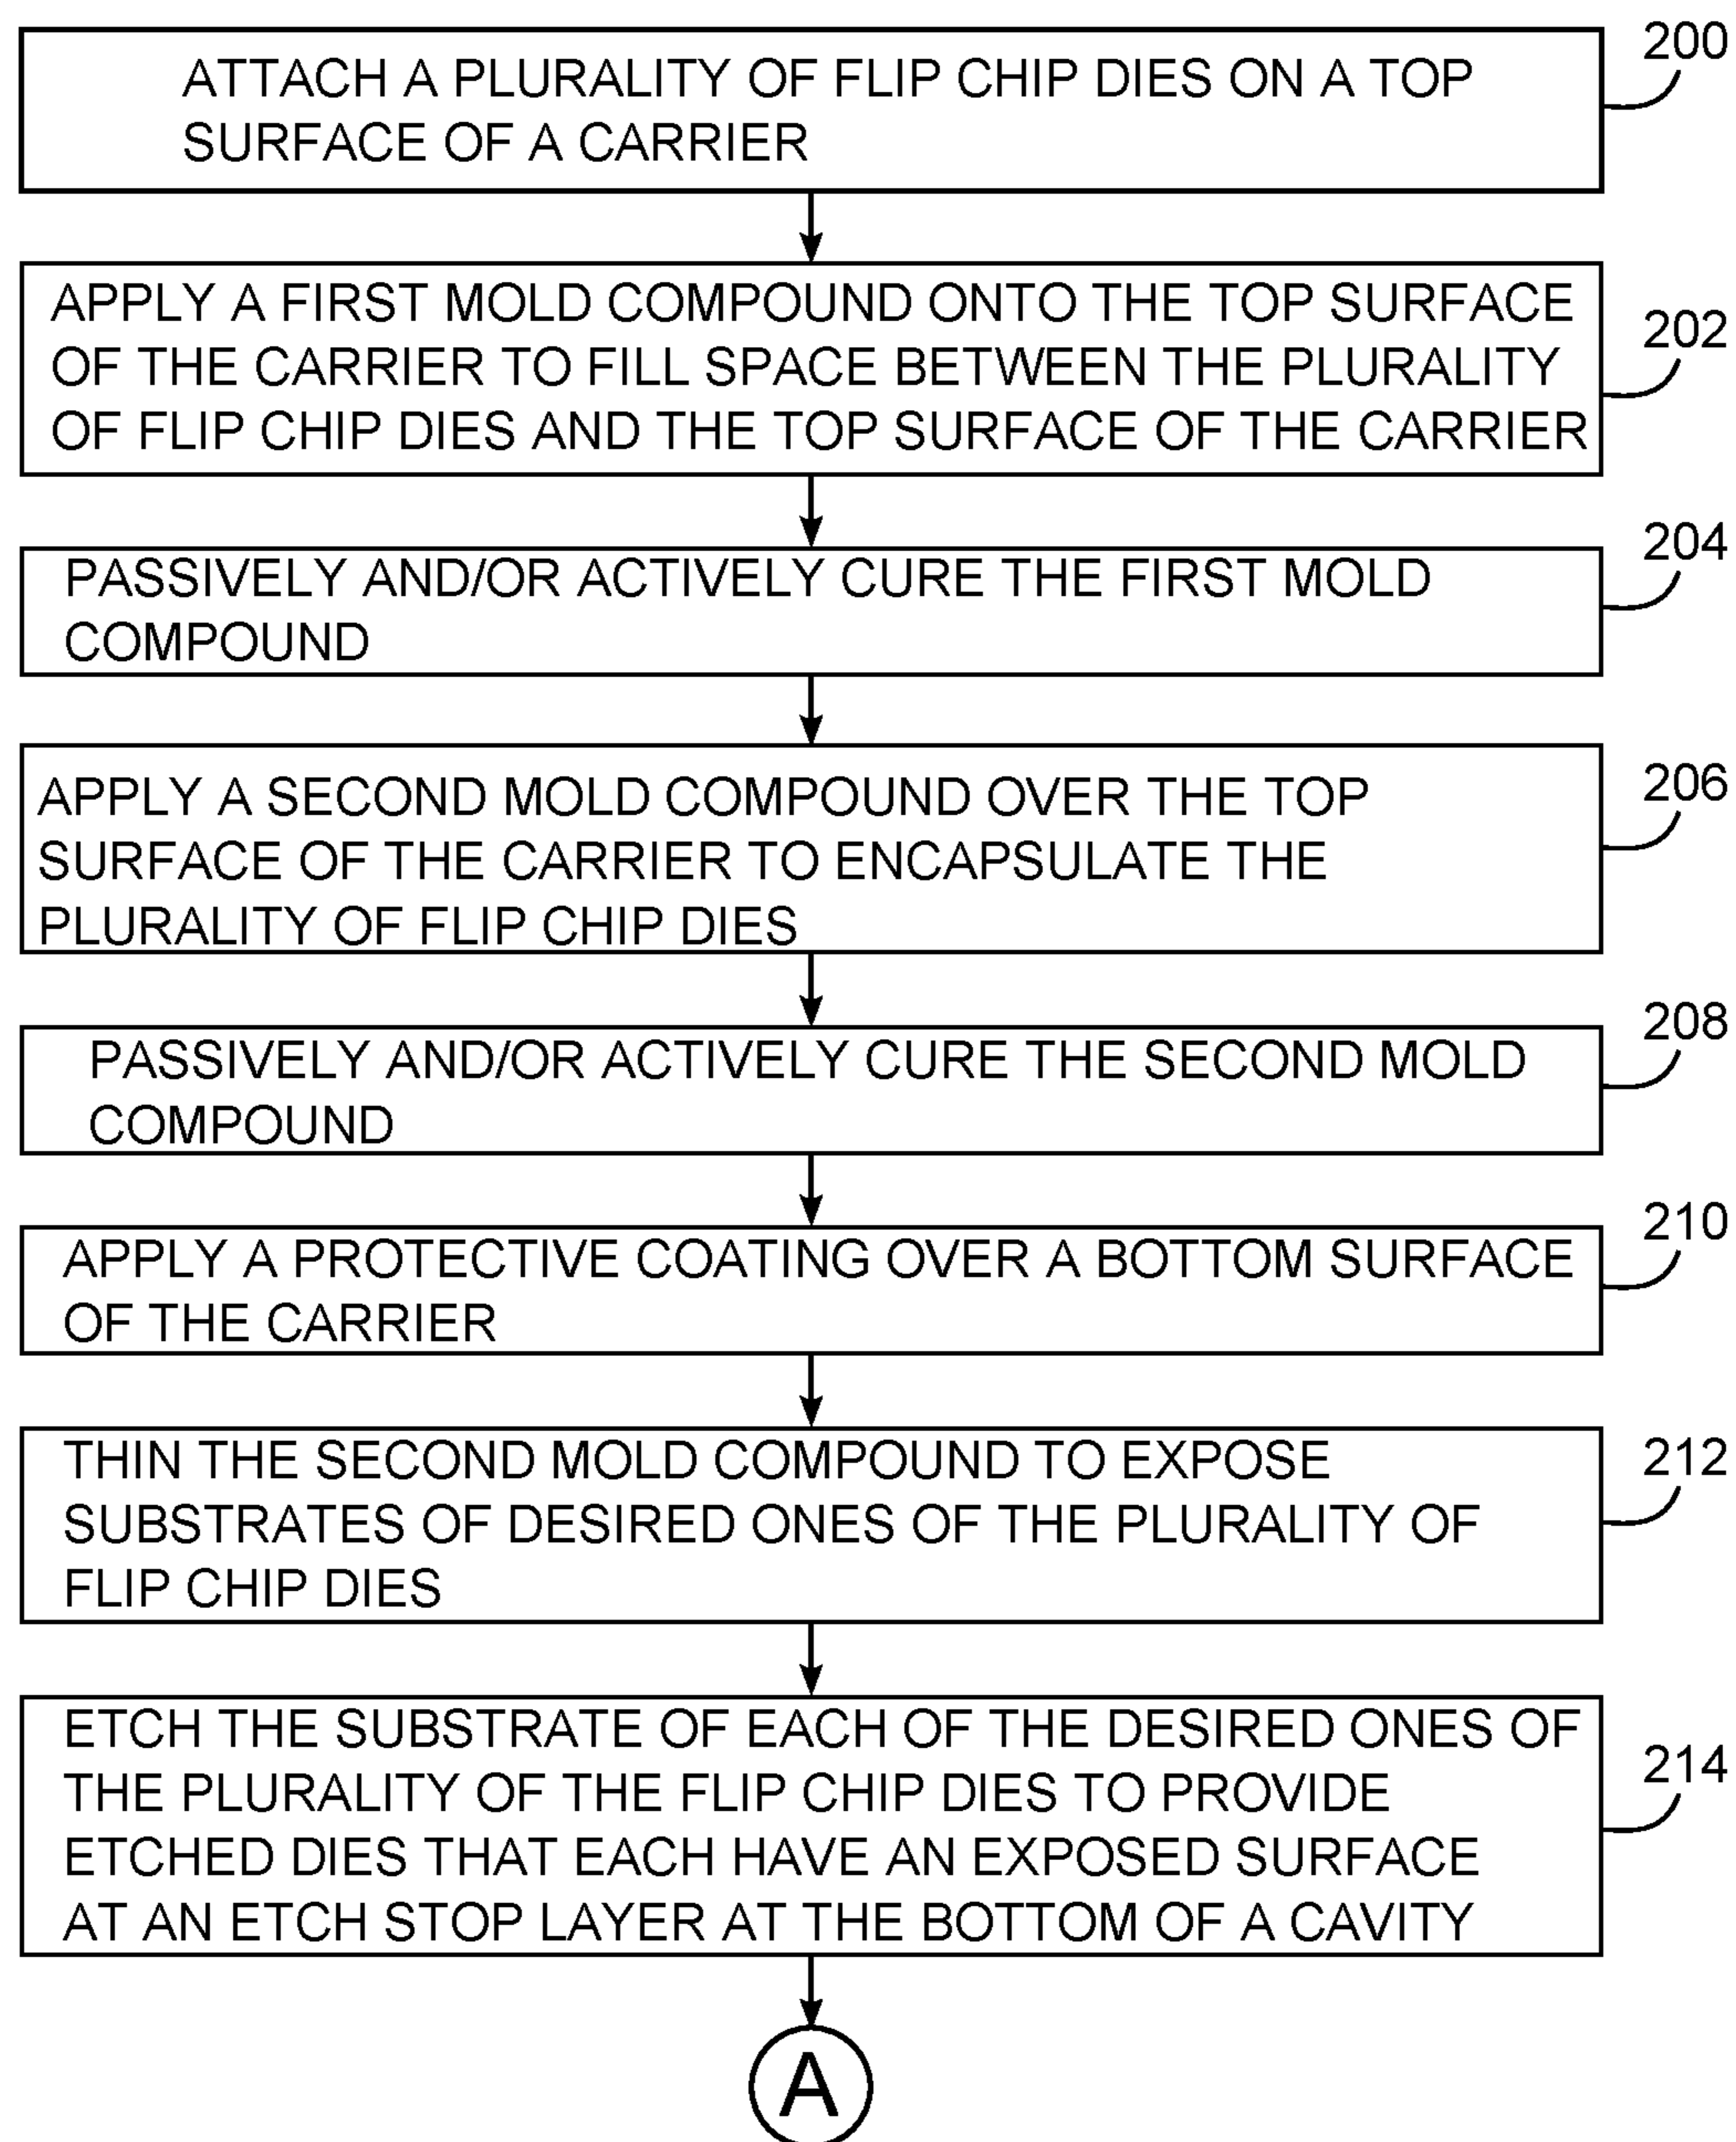 200
ATTACH A PLURALITY OF FLIP CHIP DIES ON A TOP
SURFACE OF A CARRIER
APPLY A FIRST MOLD COMPOUND ONTO THE TOP SURFACE
OF THE CARRIER TO FILL SPACE BETWEEN THE PLURALITY
OF FLIP CHIP DIES AND THE TOP SURFACE OF THE CARRIER
202
204
PASSIVELY AND/OR ACTIVELY CURE THE FIRST MOLD
COMPOUND
206
APPLY A SECOND MOLD COMPOUND OVER THE TOP
SURFACE OF THE CARRIER TO ENCAPSULATE THE
PLURALITY OF FLIP CHIP DIES
208
PASSIVELY AND/OR ACTIVELY CURE THE SECOND MOLD
COMPOUND
210
APPLY A PROTECTIVE COATING OVER A BOTTOM SURFACE
OF THE CARRIER
212
THIN THE SECOND MOLD COMPOUND TO EXPOSE
SUBSTRATES OF DESIRED ONES OF THE PLURALITY OF
FLIP CHIP DIES
214
ETCH THE SUBSTRATE OF EACH OF THE DESIRED ONES OF
THE PLURALITY OF THE FLIP CHIP DIES TO PROVIDE
ETCHED DIES THAT EACH HAVE AN EXPOSED SURFACE
AT AN ETCH STOP LAYER AT THE BOTTOM OF A CAVITY
A